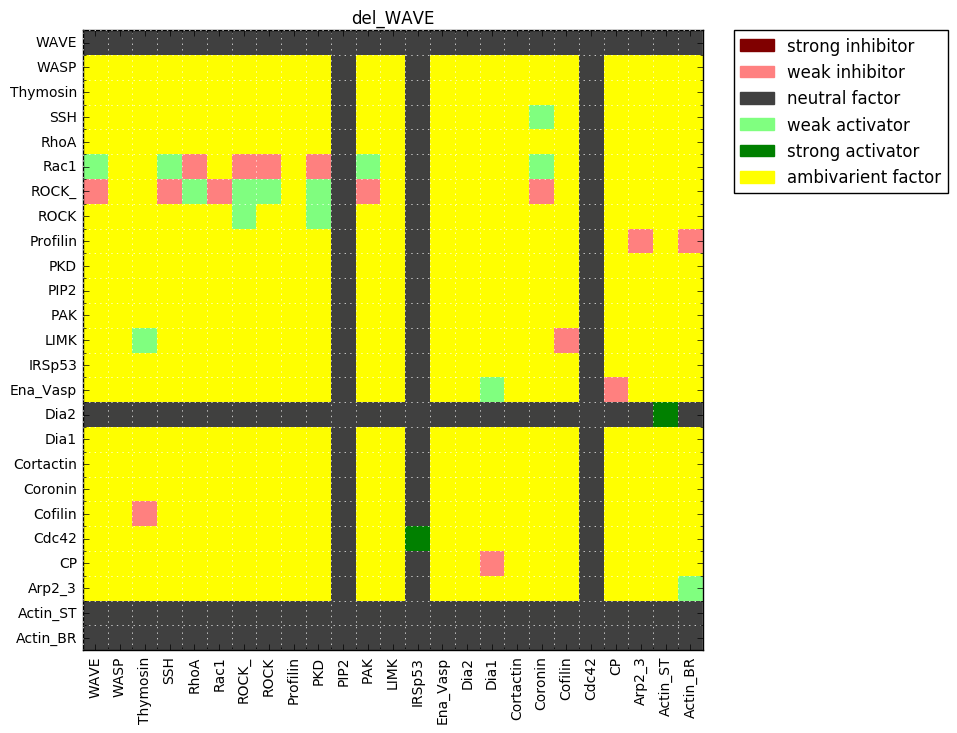 del_WAVE
strong inhibitor
weak inhibitor
neutral factor
weak activator
strong activator
ambivarient factor
WAVE
WASP
Thymosin
SSH
RhoA
Rac1
ROCK_
ROCK
Profilin
PKD
PIP2
PAK
LIMK
IRSp53
Ena_Vasp
Dia2
Dia1
Cortactin
Coronin
Cofilin
Cdc42
CP
Arp2_3
Actin_ST
Actin_BR
WAVE
WASP
Thymosin
SSH
RhoA
Rac1
ROCK_
ROCK
Profilin
PKD
PIP2
PAK
LIMK
IRSp53
Ena_Vasp
Dia2
Dia1
Cortactin
Coronin
Cofilin
Cdc42
CP
Arp2_3
Actin_ST
Actin_BR